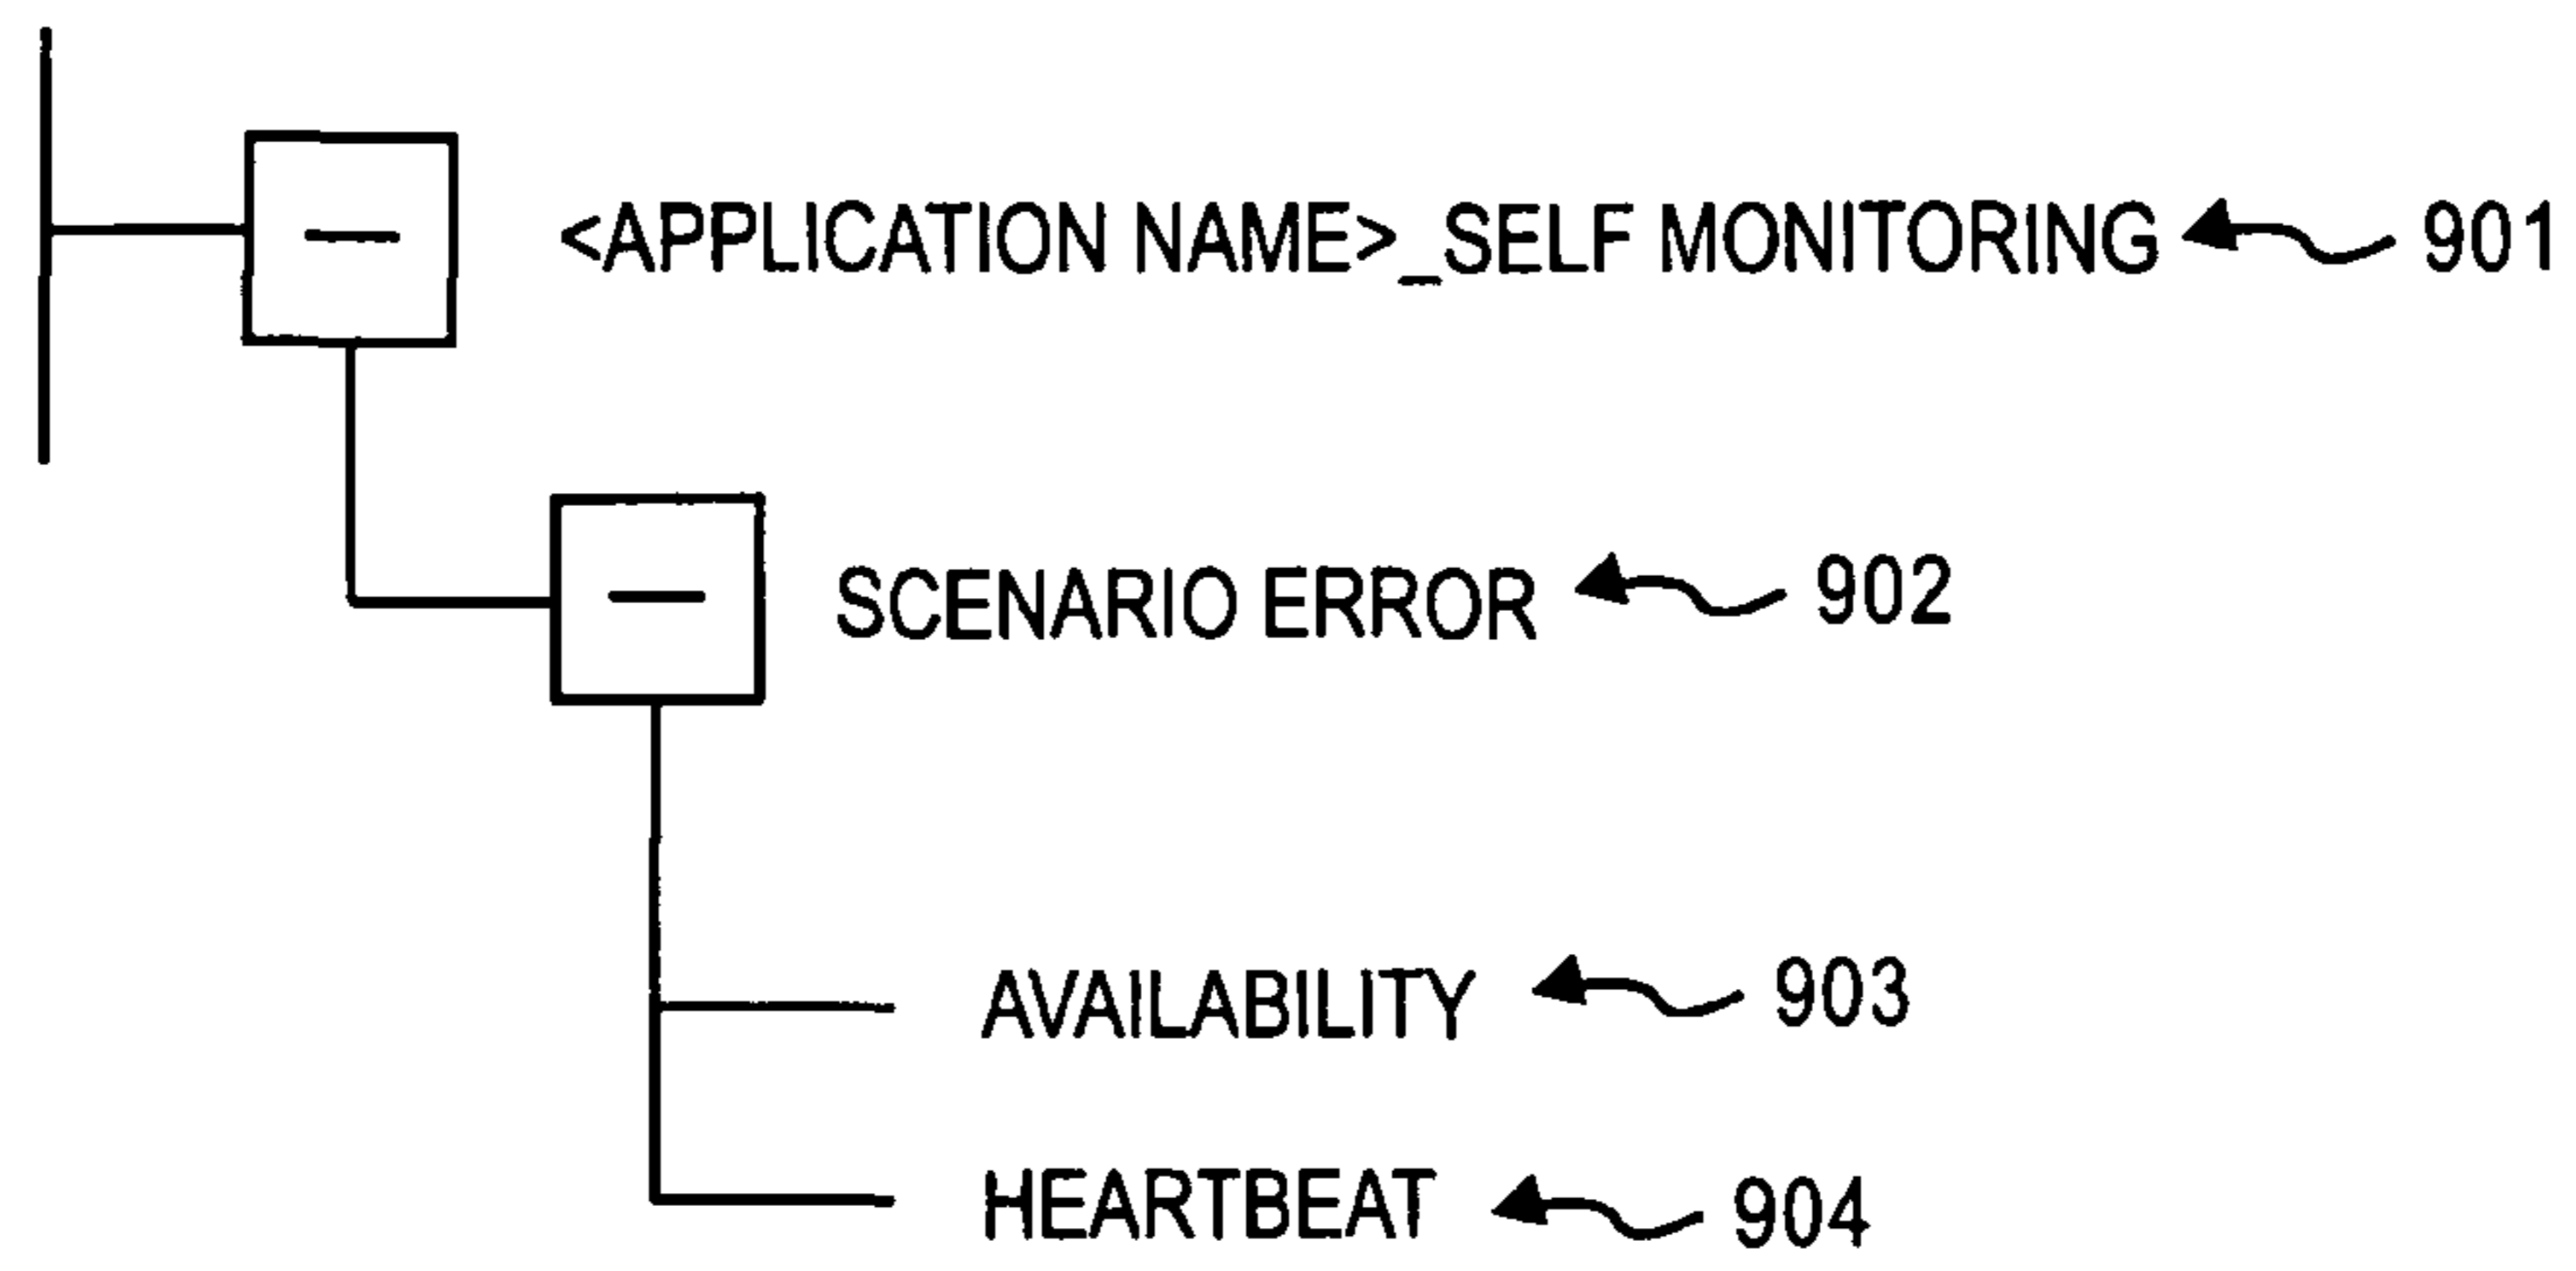 <APPLICATION NAME>_SELF MONITORING 901
SCENARIO ERROR 902
AVAILABILITY 903
HEARTBEAT 904